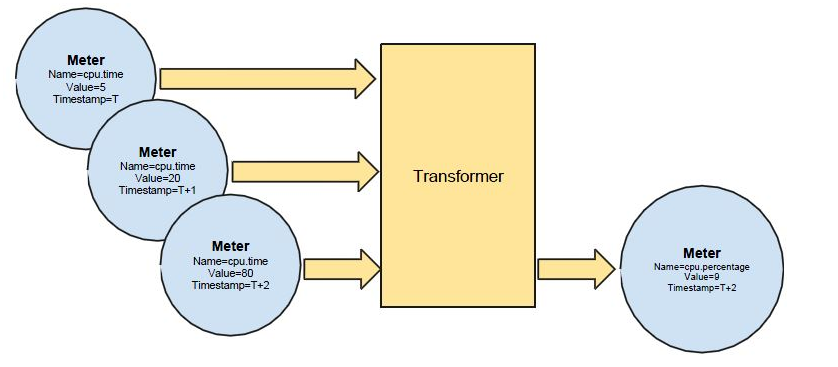 Meter
Name=cpu.time
Value=5
Timestamp=T
Meter
Name=cpu.time
Value=20
Timestamp=T+1
Meter
Name=cpu.time
Value=80
Timestamp=T+2
Transformer
Meter
Name=cpu.percentage
Value=9
Timestamp=T+2